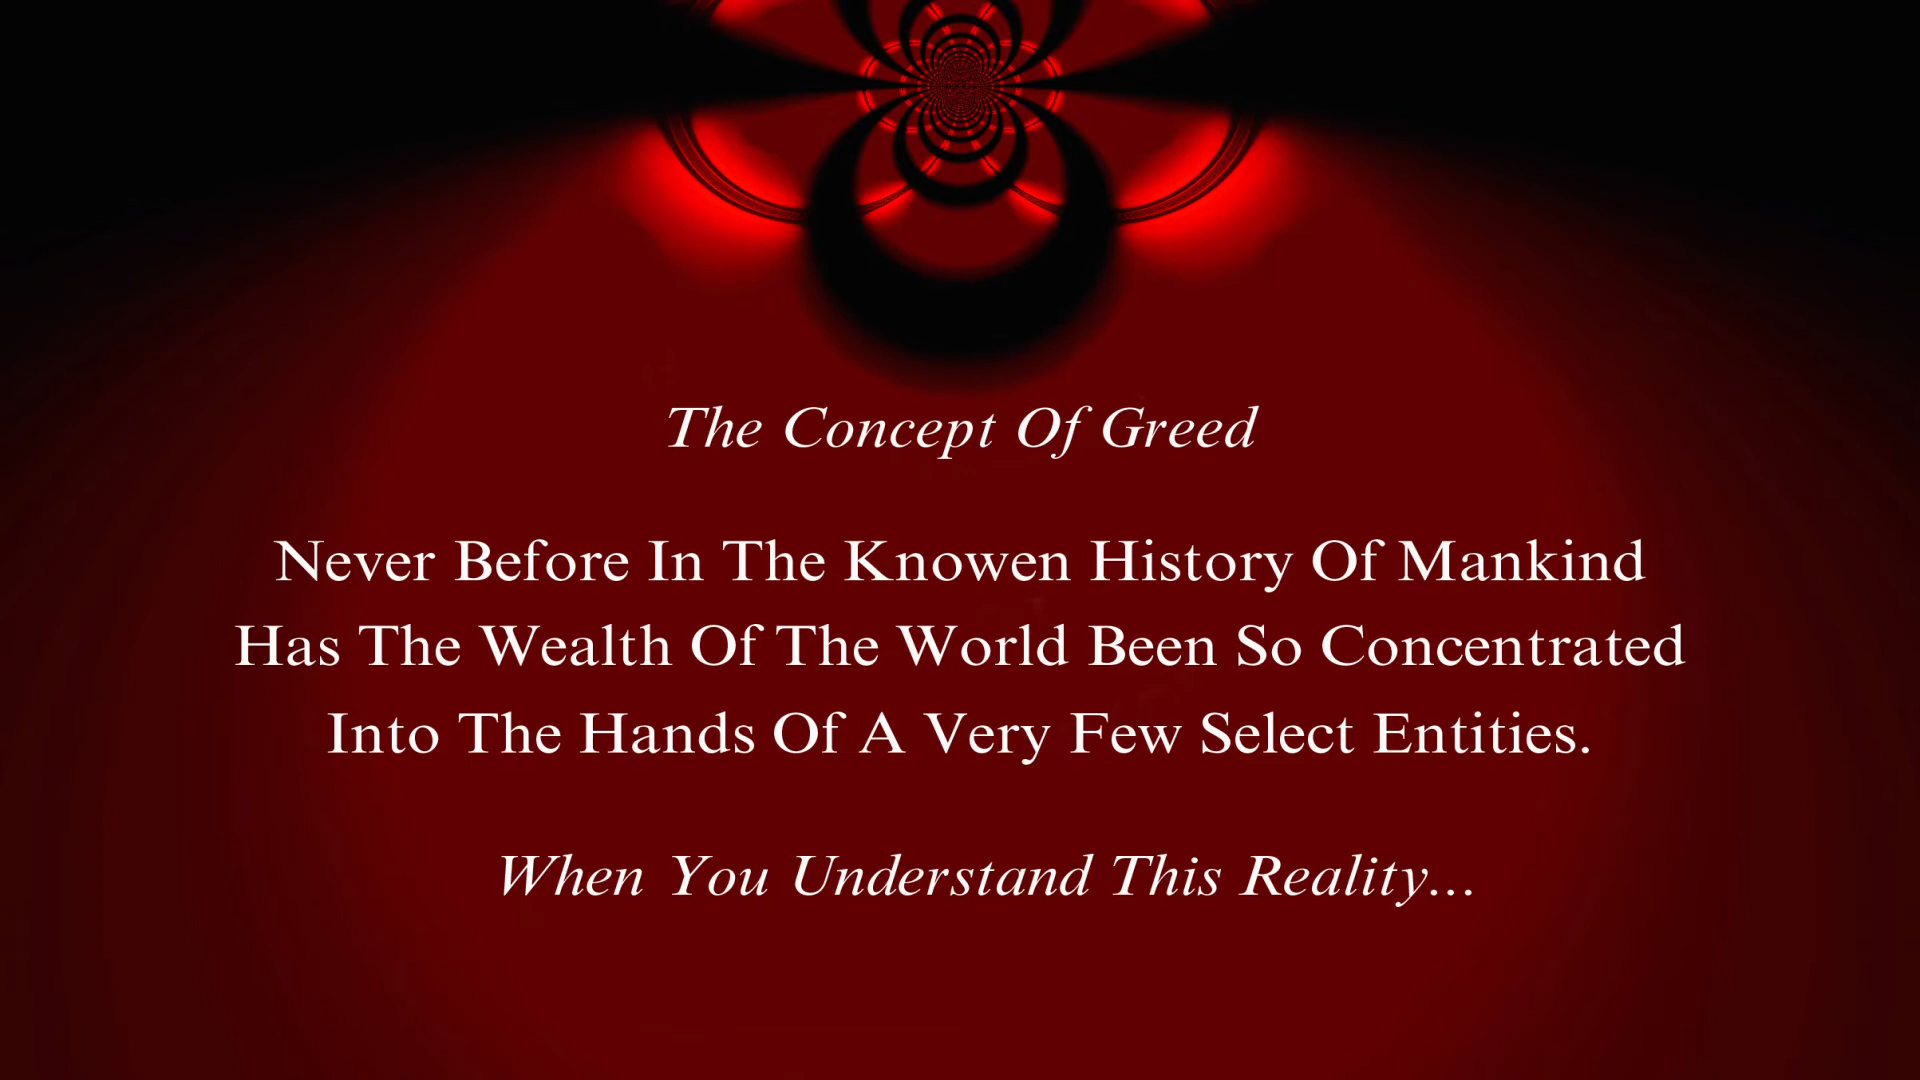 The Concept Of Greed
Never Before In The Knowen History Of Mankind
Has The Wealth Of The World Been So Concentrated
Into The Hands Of A Very Few Select Entities.
When You Understand This Reality...